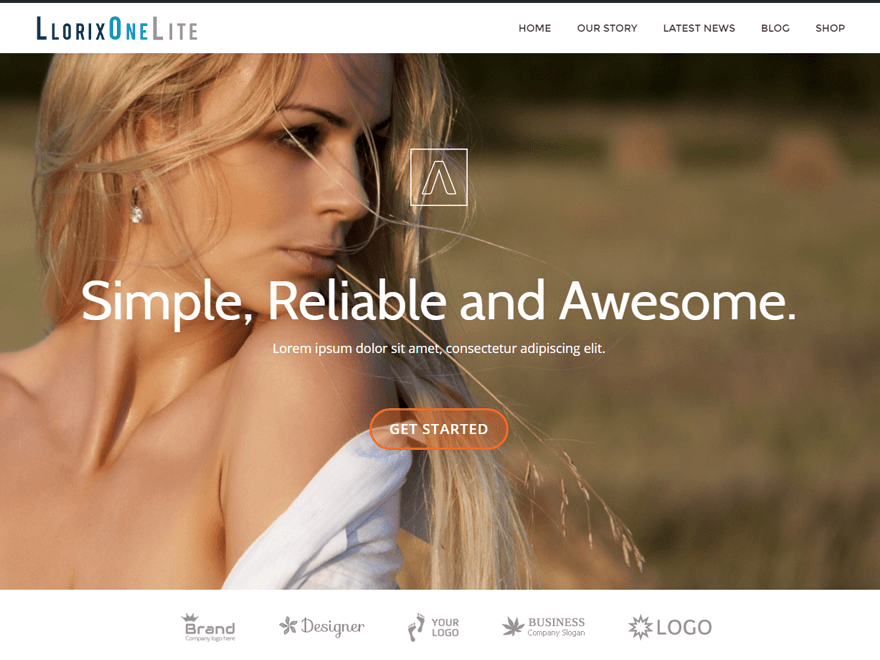 LLORIXONELITE
HOME OUR STORY LATEST NEWS BLOG SHOP
Simple, Reliable and Awesome.
Lorem ipsum dolor sit amet, consectetur adipiscing elit.
GET STARTED
Brand
Company logo here
Designer
YOUR
LOGO
BUSINESS
Company Slogan
LOGO